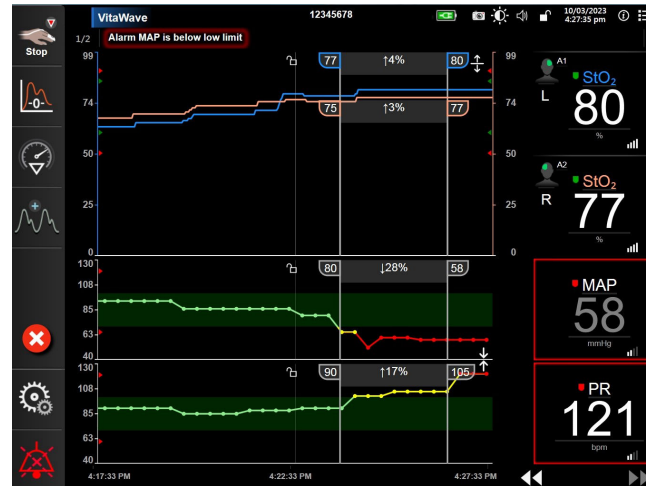 VitaWave
12345678
10/03/2023
4:27:35 pm
Stop
1/2
Alarm MAP is below low limit
99
77
↑4%
80
99
74
75
↑3%
77
74
50
50
25
25
0
0
-0-
A1
StO₂
L
80
%
A2
StO₂
R
77
%
130
80
↓28%
58
108
85
63
40
MAP
58
mmHg
130
90
↑17%
105
108
85
63
40
PR
121
bpm
4:17:33 PM
4:22:33 PM
4:27:33 PM